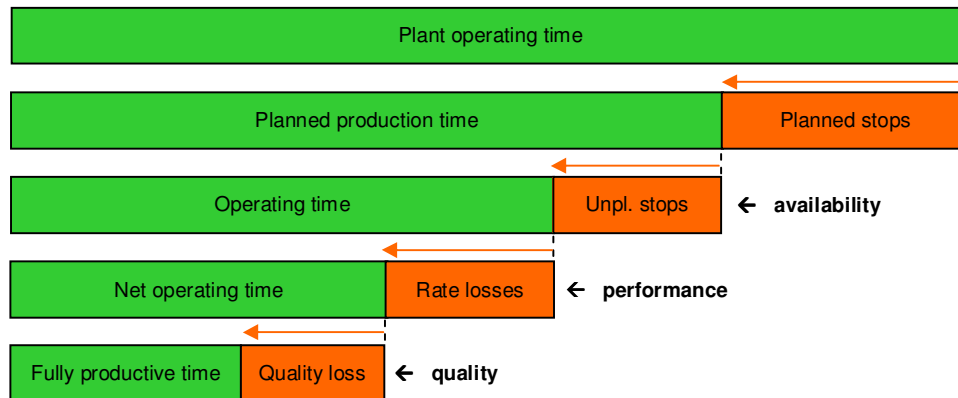 Plant operating time
Planned production time Planned stops
Operating time Unpl. stops ← availability
Net operating time Rate losses ← performance
Fully productive time Quality loss ← quality